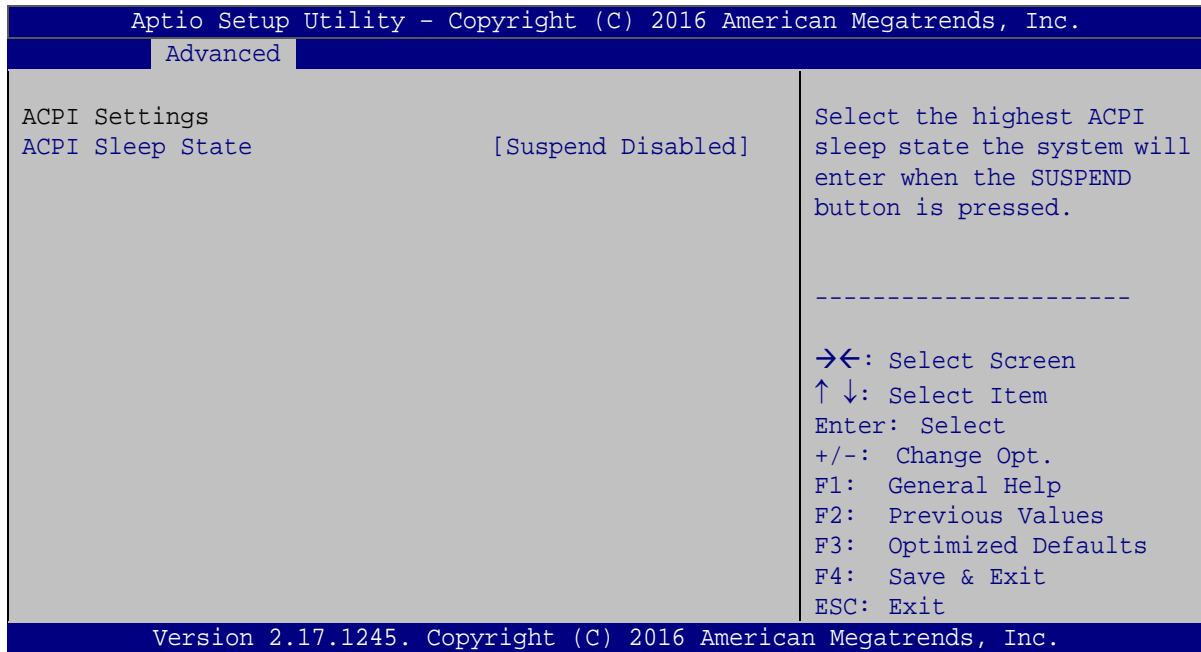 Aptio Setup Utility – Copyright (C) 2016 American Megatrends, Inc.
Advanced
ACPI Settings
ACPI Sleep State [Suspend Disabled]
Select the highest ACPI
sleep state the system will
enter when the SUSPEND
button is pressed.
----------------------
→←: Select Screen
↑ ↓: Select Item
Enter: Select
+/-: Change Opt.
F1: General Help
F2: Previous Values
F3: Optimized Defaults
F4: Save & Exit
ESC: Exit
Version 2.17.1245. Copyright (C) 2016 American Megatrends, Inc.